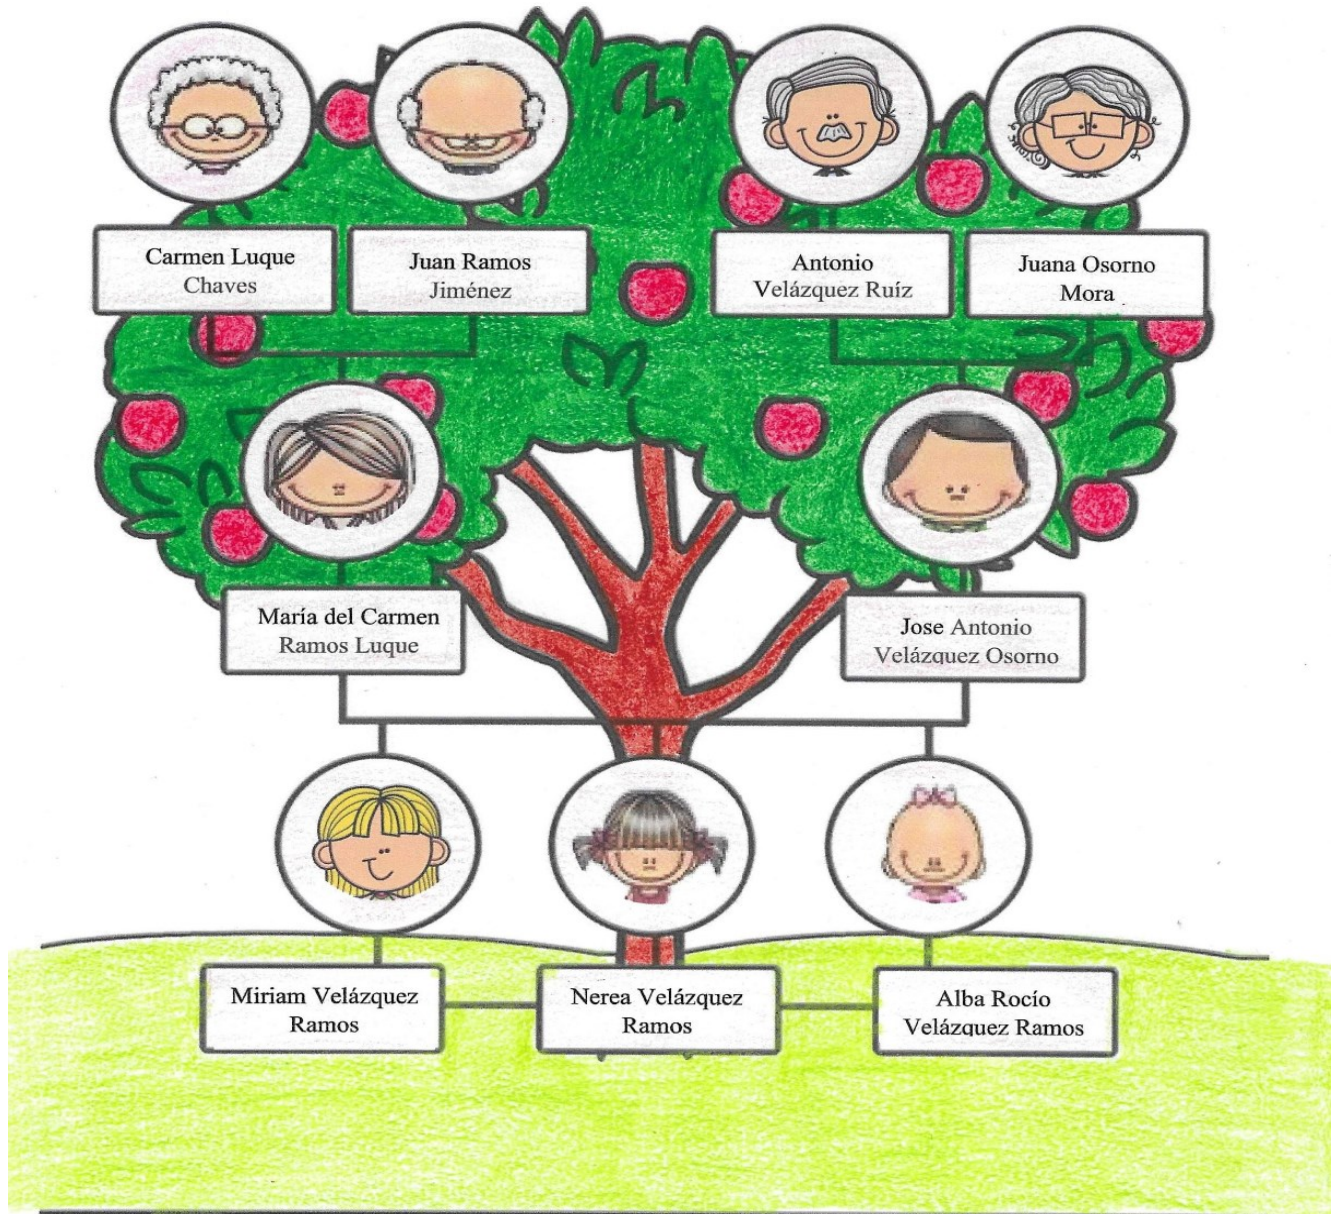 Carmen Luque
Chaves
Juan Ramos
Jiménez
Antonio
Velázquez Ruíz
Juana Osorno
Mora
María del Carmen
Ramos Luque
Jose Antonio
Velázquez Osorno
Miriam Velázquez
Ramos
Nerea Velázquez
Ramos
Alba Rocío
Velázquez Ramos